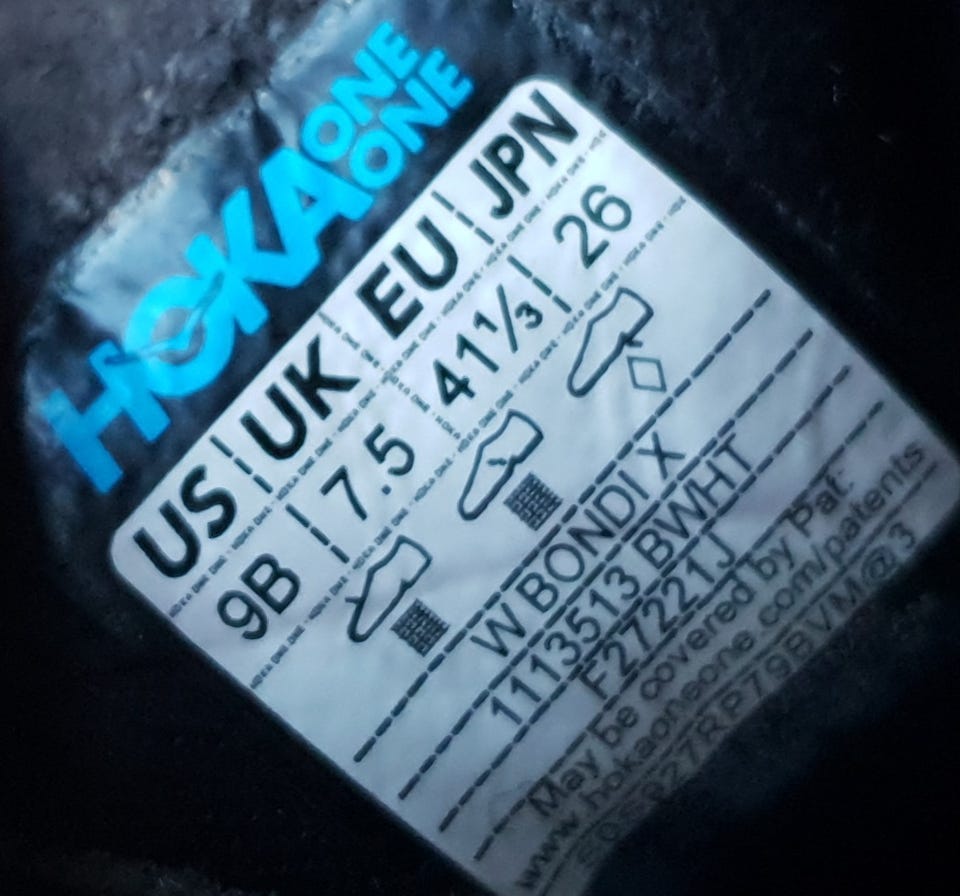 HOKA ONE ONE
US UK EU JPN
9B 7.5 41⅓ 26
W BONDI X
1113513 BWHT
F27221J
May be covered by Pat:
www.hokaoneone.com/patents